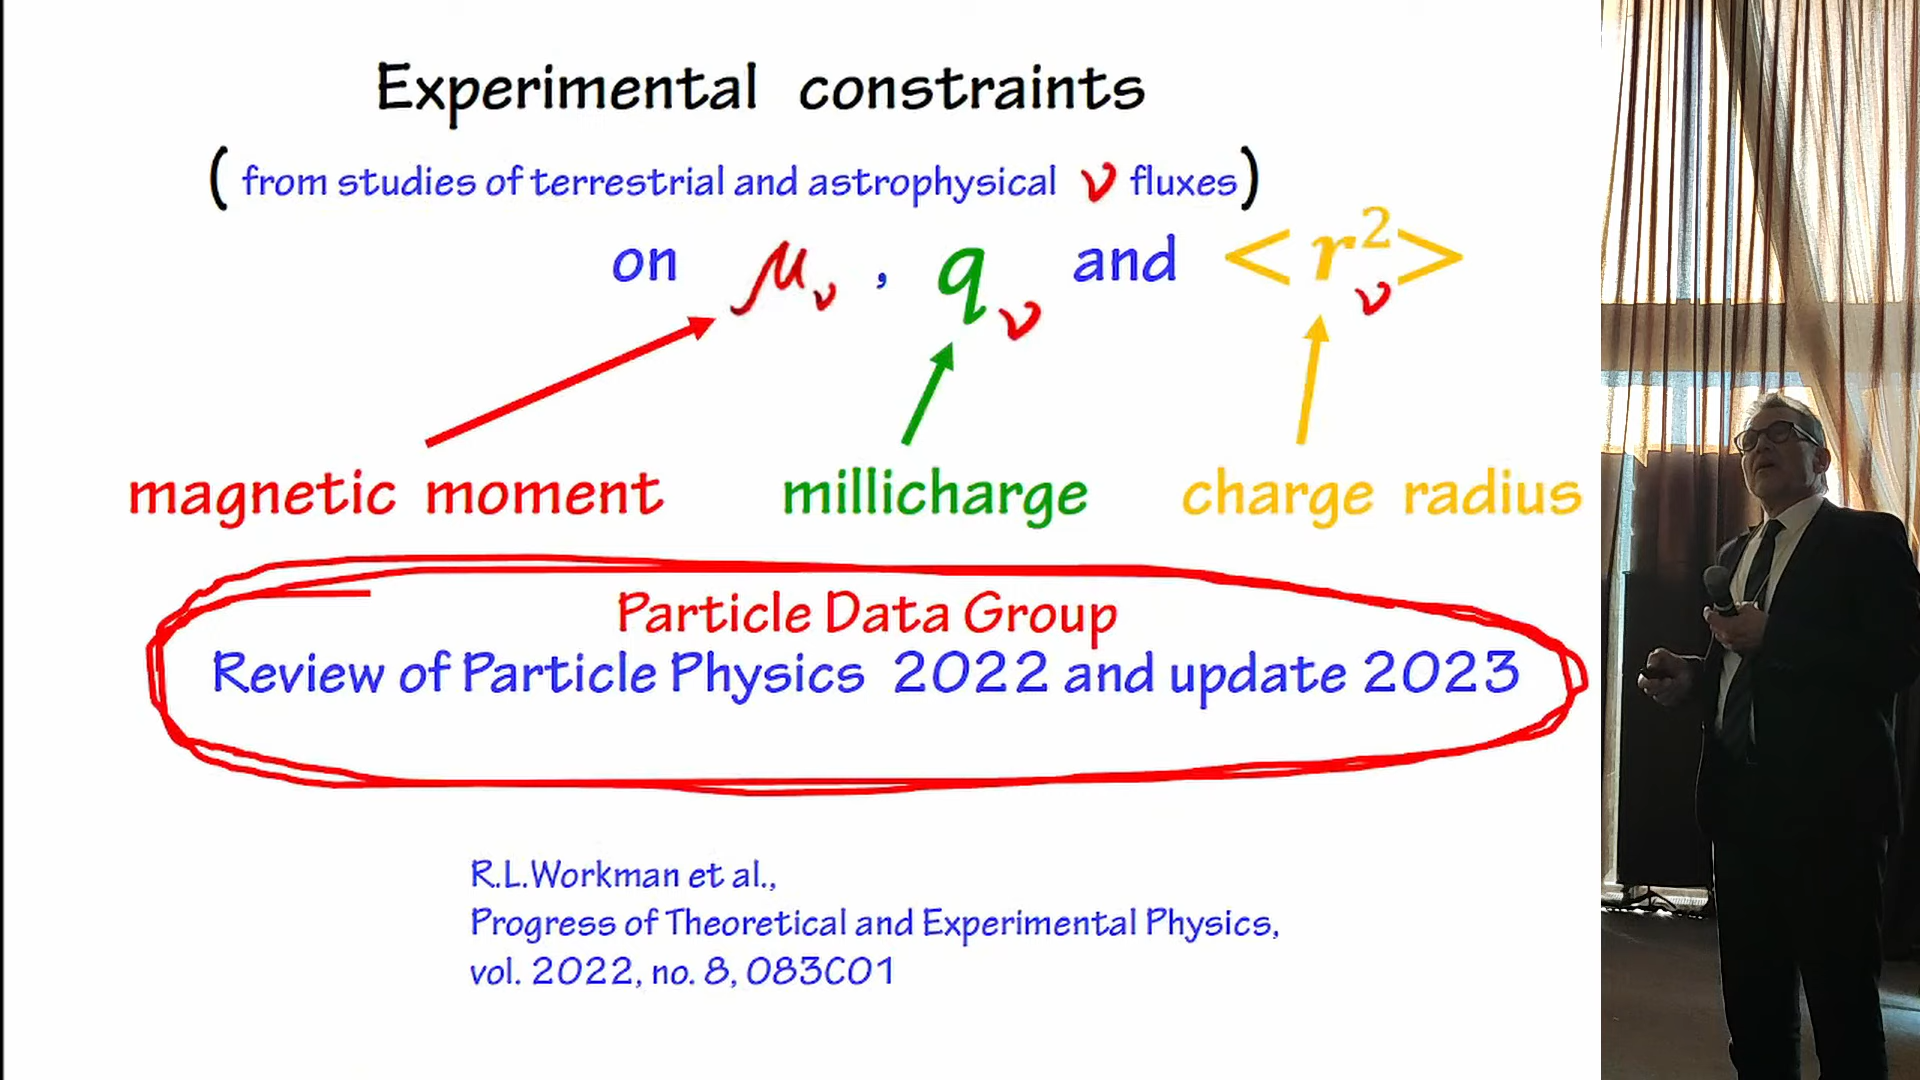 Experimental constraints
( from studies of terrestrial and astrophysical ν fluxes)
on μν , qν and <r²ν>
magnetic moment millicharge charge radius
Particle Data Group
Review of Particle Physics 2022 and update 2023
R.L.Workman et al.,
Progress of Theoretical and Experimental Physics,
vol. 2022, no. 8, 083C01